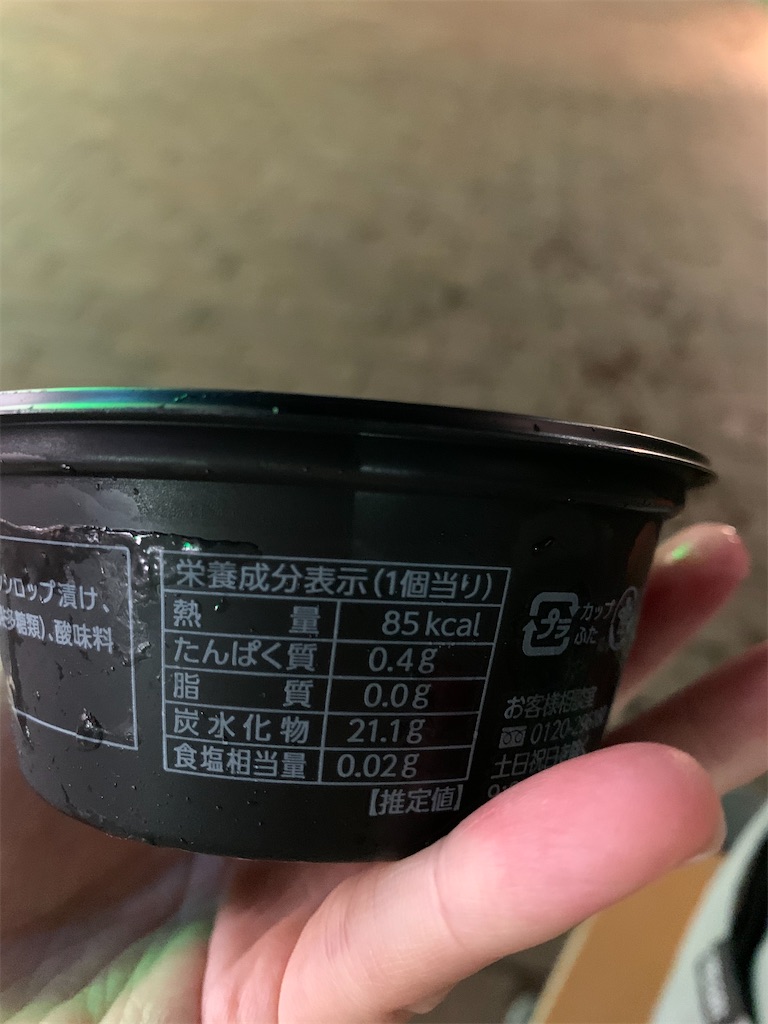 シロップ漬け、
多糖類)、酸味料
栄養成分表示(1個当り)
熱量 85kcal
たんぱく質 0.4g
脂質 0.0g
炭水化物 21.1g
食塩相当量 0.02g
【推定値】
プラ
カップ
ふた
お客様相談室
0120-
土日祝日